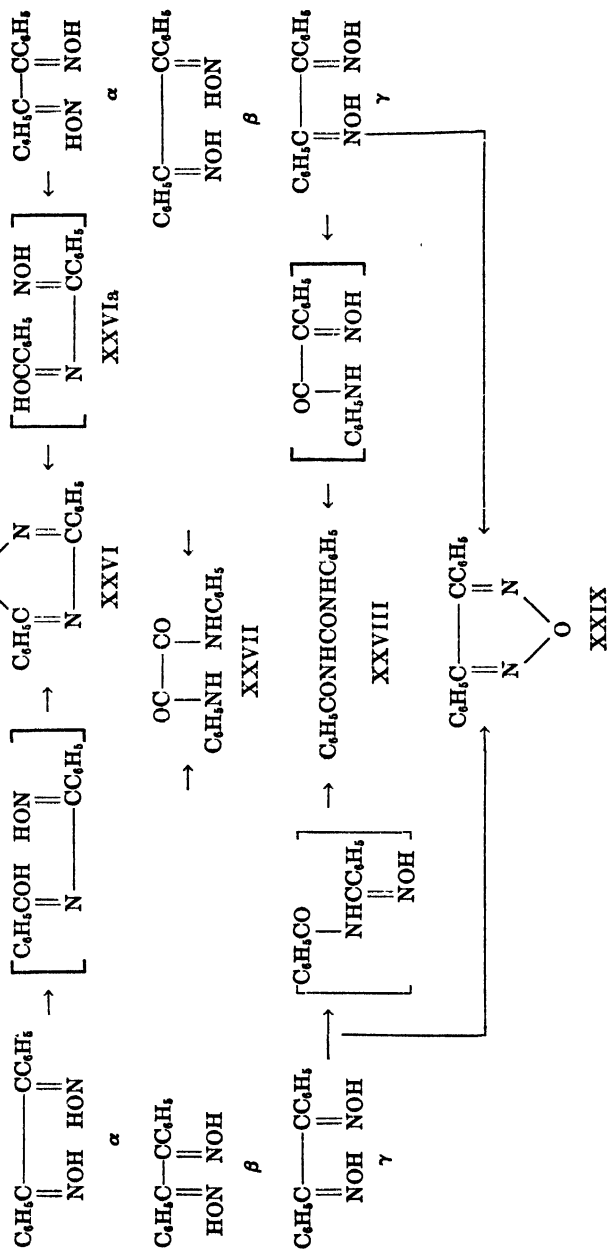 C₆H₅C——CC₆H₅ → [C₆H₅COH HON] → C₆H₅C N ← [HOCC₆H₅ NOH] ← C₆H₅C—CC₆H₅
NOH HON N——CC₆H₅ N——CC₆H₅ N——CC₆H₅ HON NOH
α XXVI XXVIa α
C₆H₅C—CC₆H₅ OC—CO C₆H₅C——CC₆H₅
HON NOH → C₆H₅NH NHC₆H₅ ← NOH HON
β XXVII β
C₆H₅C——CC₆H₅ C₆H₅CO OC——CC₆H₅ C₆H₅C——CC₆H₅
NOH NOH → [NHCC₆H₅ → C₆H₅CONHCONHC₆H₅ ← [C₆H₅NH NOH] ← NOH NOH
NOH]
γ XXVIII γ
C₆H₅C——CC₆H₅
N N
O
XXIX